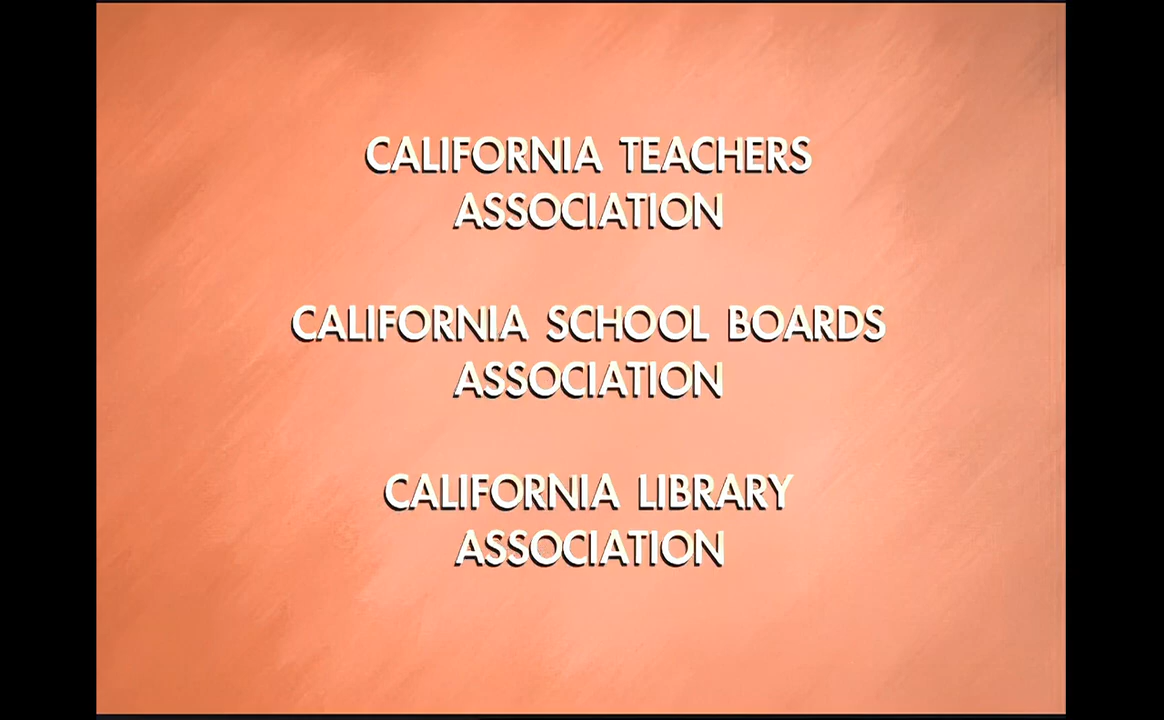 CALIFORNIA TEACHERS
ASSOCIATION
CALIFORNIA SCHOOL BOARDS
ASSOCIATION
CALIFORNIA LIBRARY
ASSOCIATION